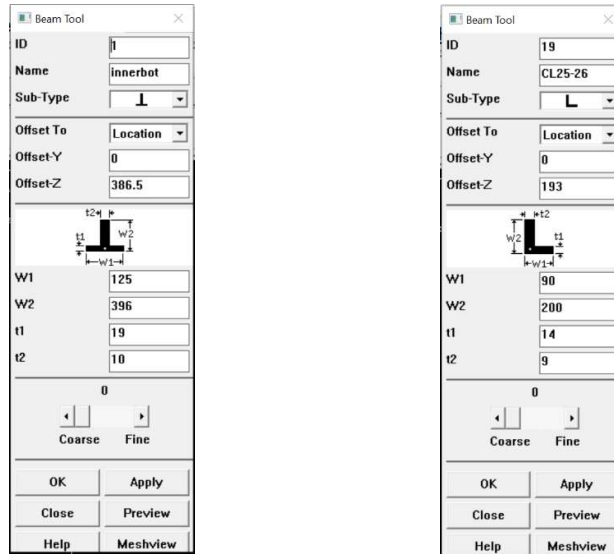 Beam Tool
ID 1
Name innerbot
Sub-Type
Offset To Location
Offset-Y 0
Offset-Z 386.5
t2
t1
W2
W1
W1 125
W2 396
t1 19
t2 10
0
Coarse Fine
OK Apply
Close Preview
Help Meshview
Beam Tool
ID 19
Name CL25-26
Sub-Type
Offset To Location
Offset-Y 0
Offset-Z 193
t2
W2
t1
W1
W1 90
W2 200
t1 14
t2 9
0
Coarse Fine
OK Apply
Close Preview
Help Meshview